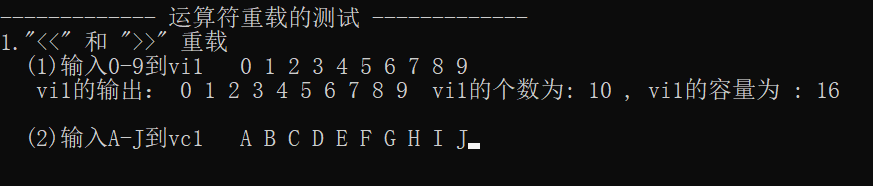 ------------- 运算符重载的测试 -------------
1."<<" 和 ">>" 重载
(1)输入0-9到vi1   0 1 2 3 4 5 6 7 8 9
vi1的输出： 0 1 2 3 4 5 6 7 8 9  vi1的个数为: 10 , vi1的容量为 : 16
(2)输入A-J到vc1   A B C D E F G H I J